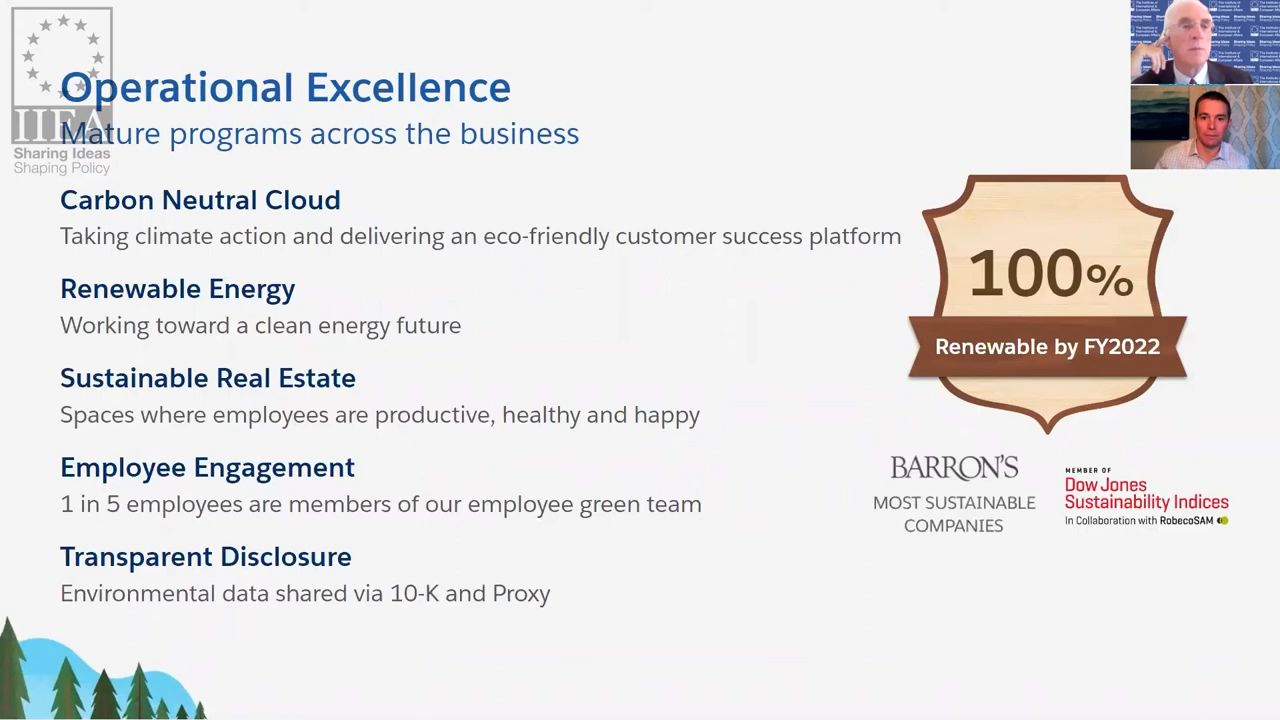 IIEA
Sharing Ideas
Shaping Policy
Operational Excellence
Mature programs across the business
Carbon Neutral Cloud
Taking climate action and delivering an eco-friendly customer success platform
Renewable Energy
Working toward a clean energy future
Sustainable Real Estate
Spaces where employees are productive, healthy and happy
Employee Engagement
1 in 5 employees are members of our employee green team
Transparent Disclosure
Environmental data shared via 10-K and Proxy
100%
Renewable by FY2022
BARRON'S
MOST SUSTAINABLE
COMPANIES
MEMBER OF
Dow Jones
Sustainability Indices
In Collaboration with RobecoSAM